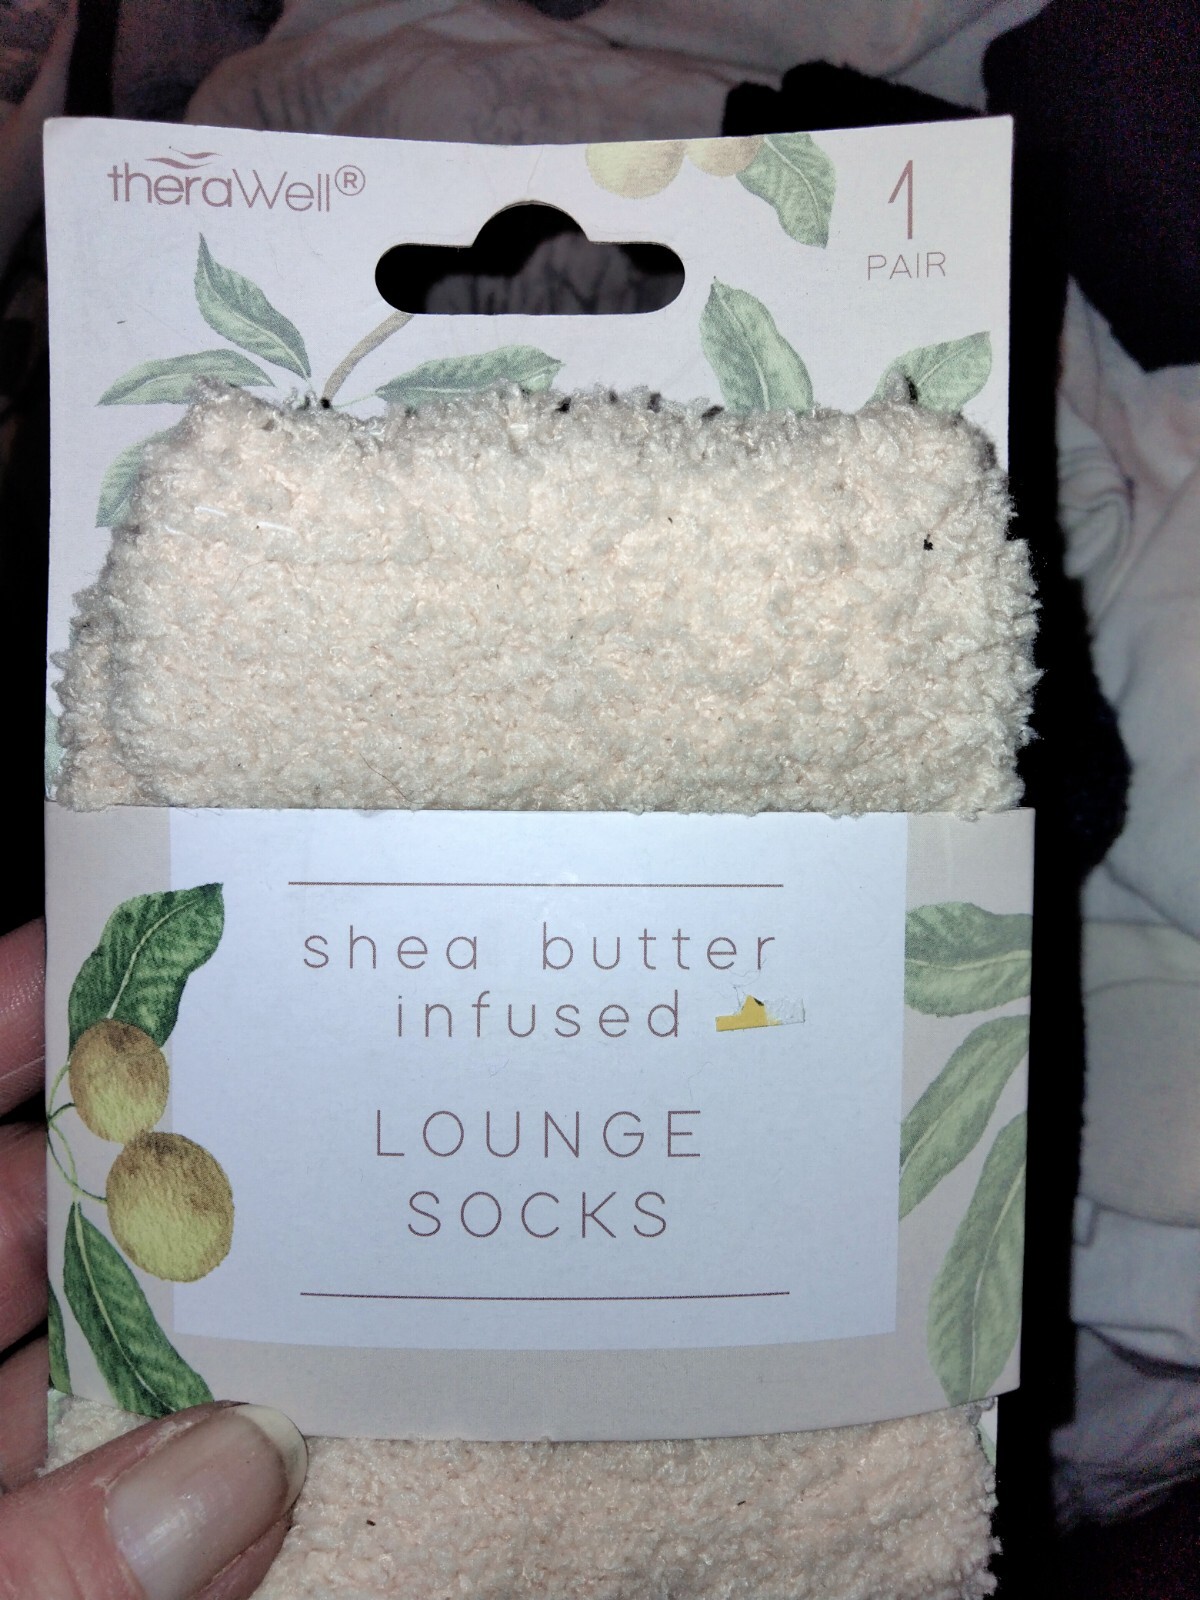 theraWell®
1
PAIR
shea butter
infused
LOUNGE
SOCKS